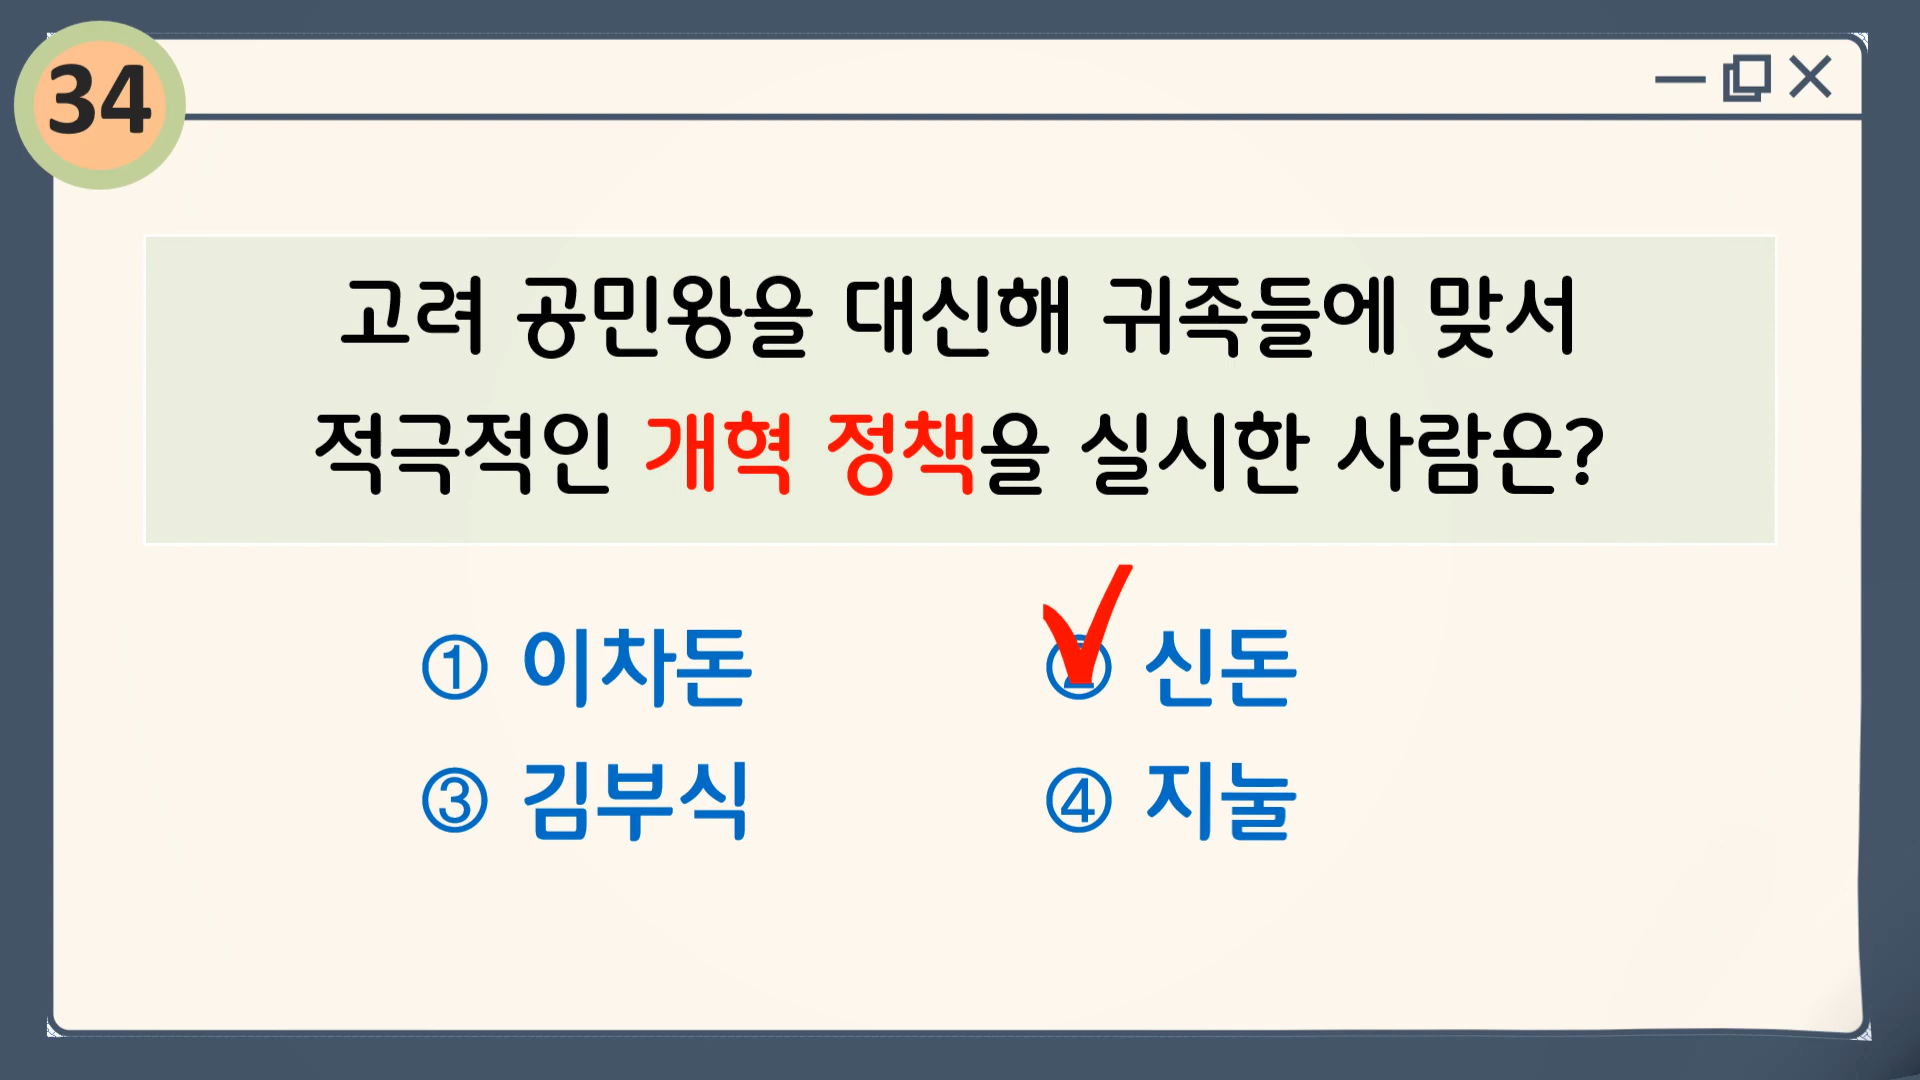 34
고려 공민왕을 대신해 귀족들에 맞서
적극적인 개혁 정책을 실시한 사람은?
① 이차돈 ② 신돈
③ 김부식 ④ 지눌